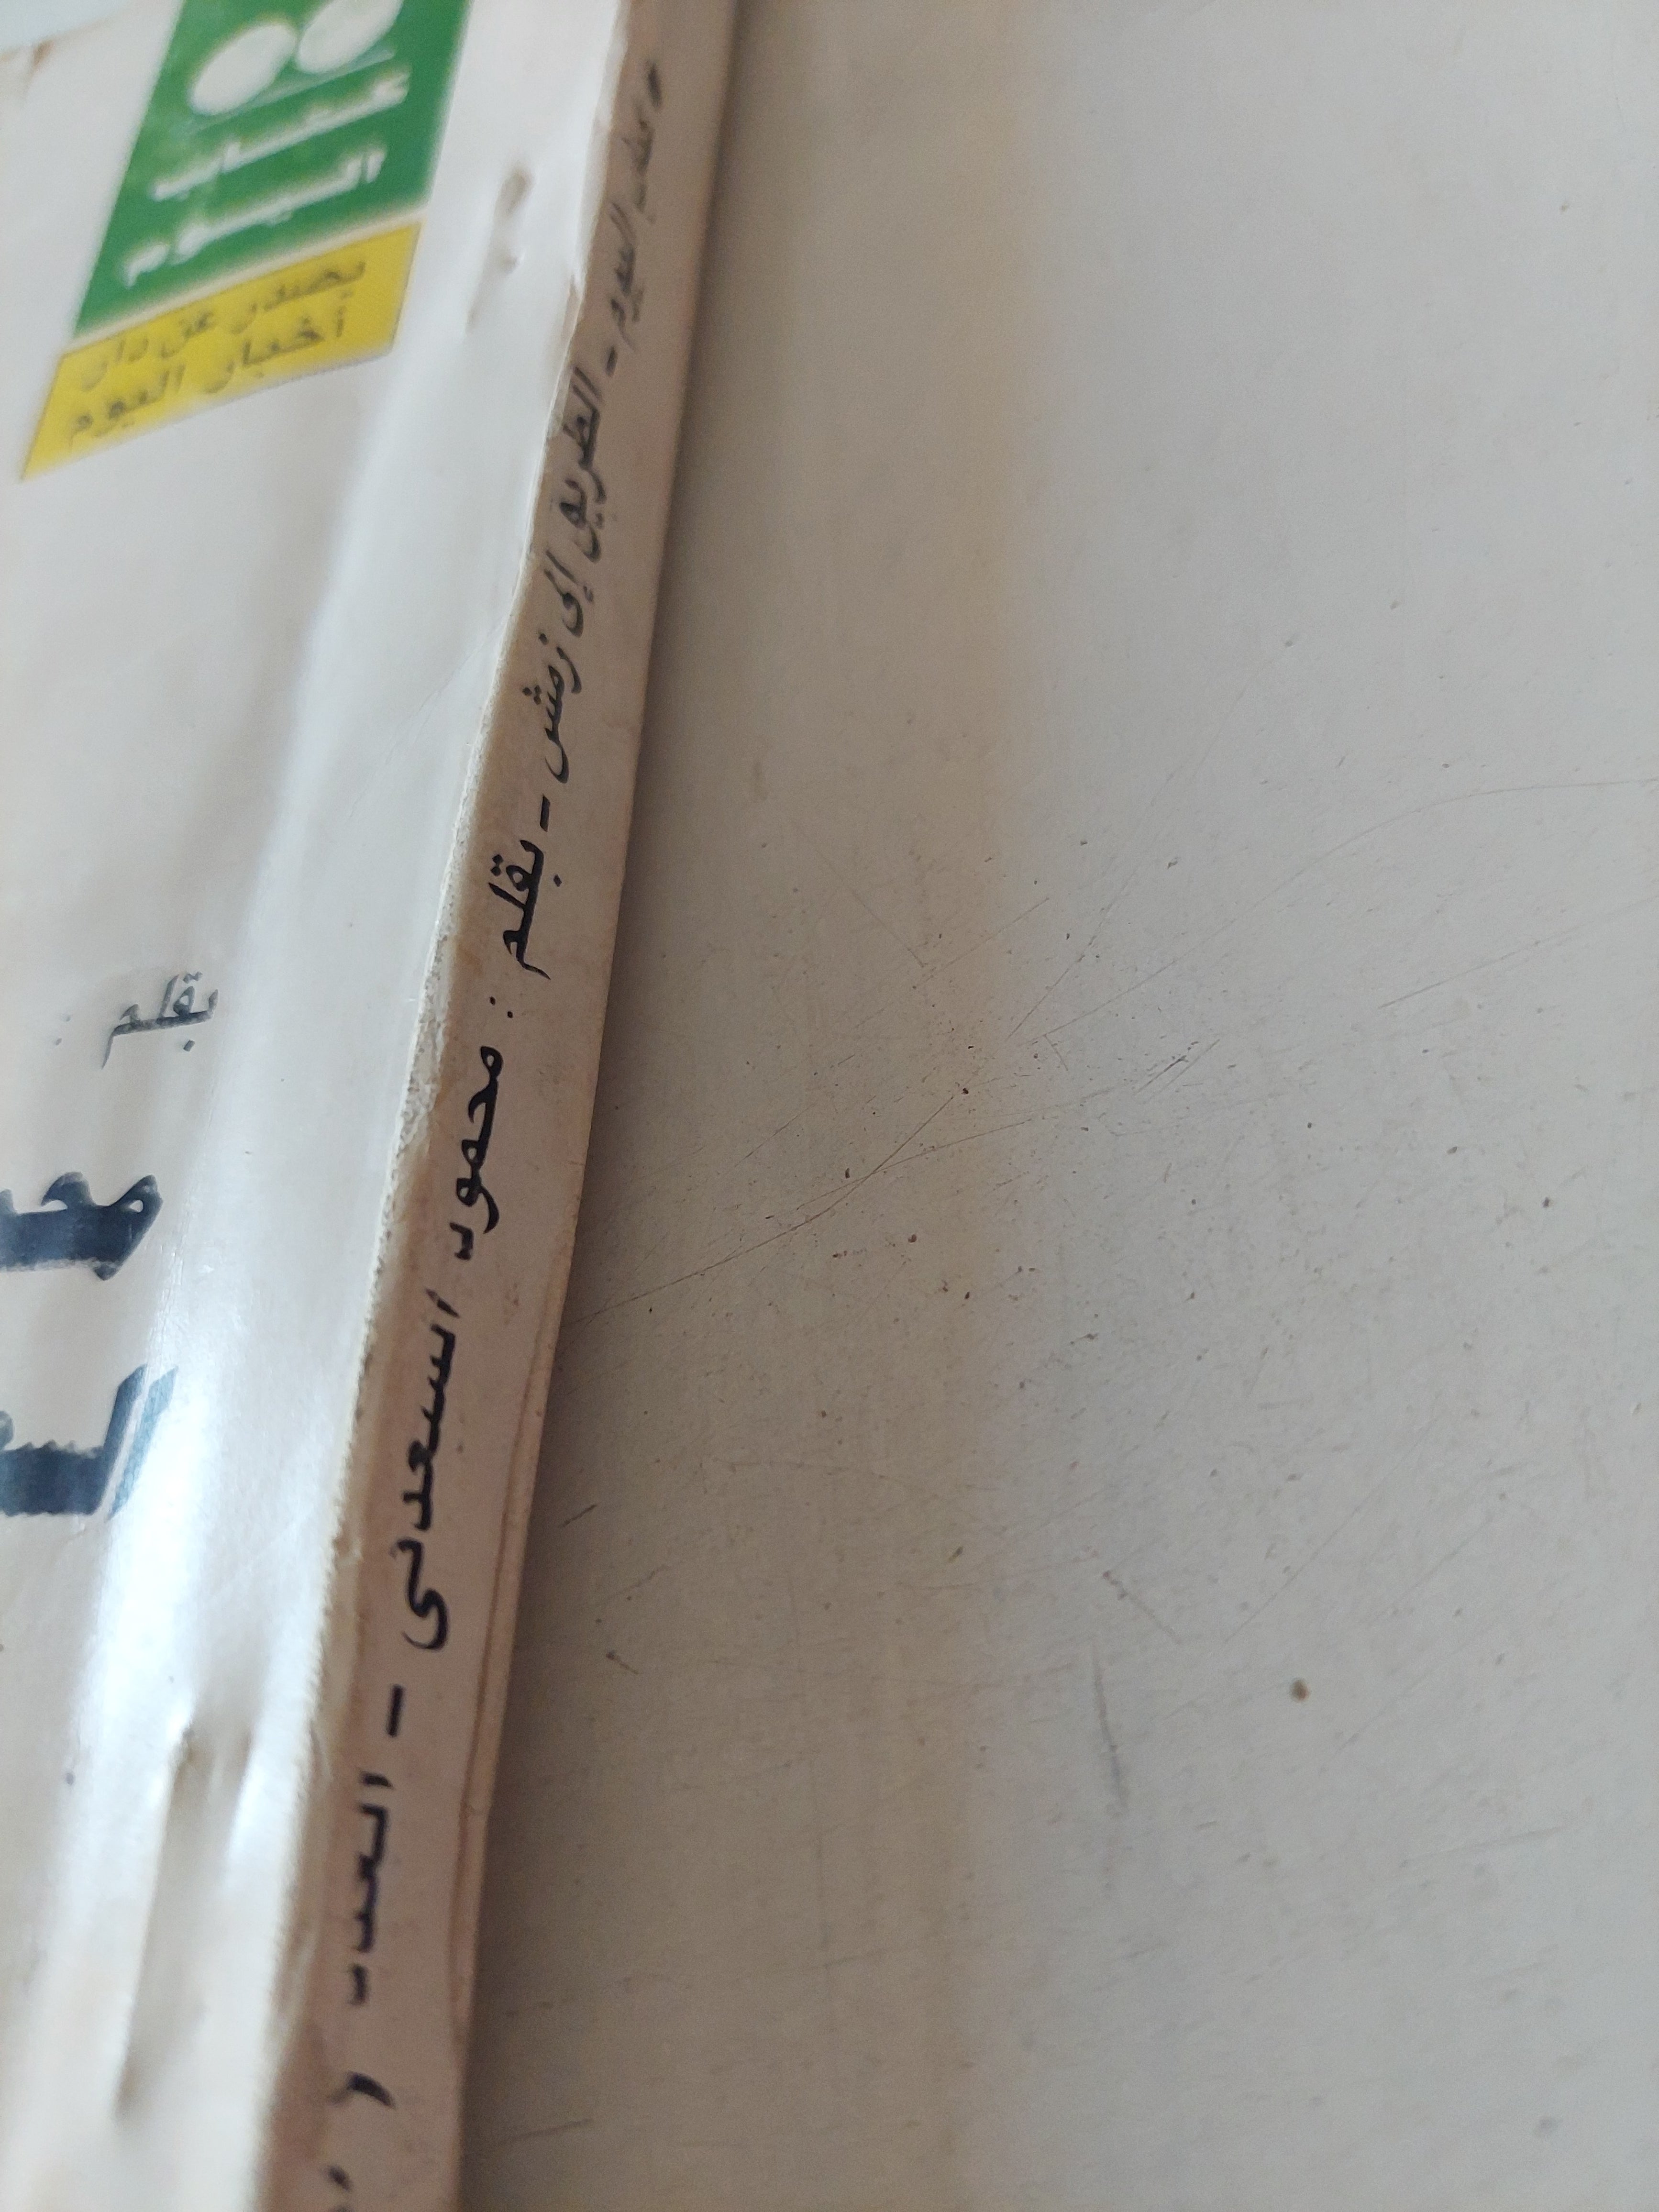 كتاب
اليوم
يصدر عن دار
أخبار اليوم
كتاب اليوم - الطريق إلى زمش - بقلم : محمود السعدنى - العدد
بقلم :